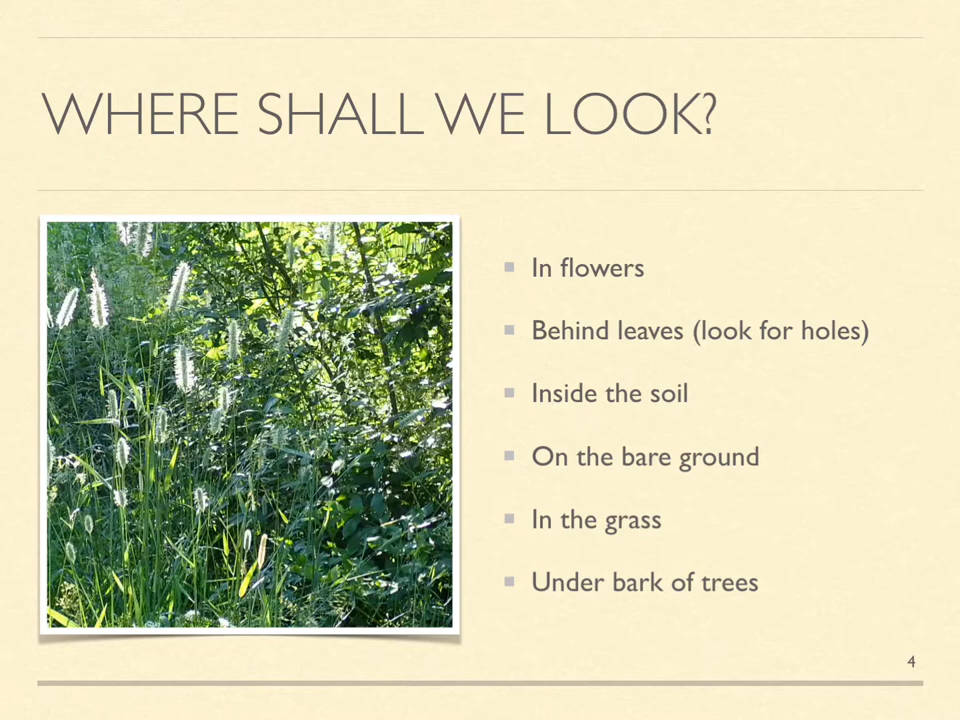 WHERE SHALL WE LOOK?
In flowers
Behind leaves (look for holes)
Inside the soil
On the bare ground
In the grass
Under bark of trees
4